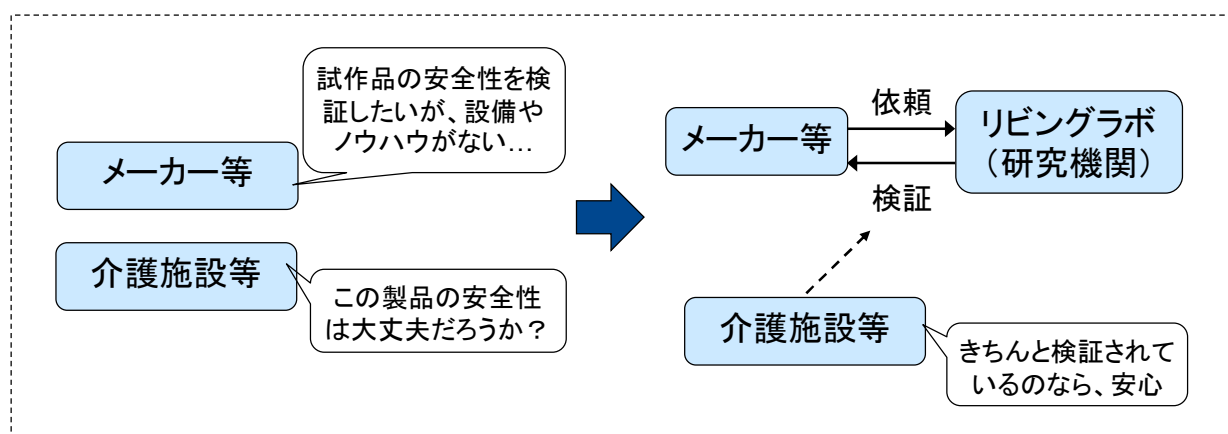 試作品の安全性を検
証したいが、設備や
ノウハウがない…
メーカー等
介護施設等
この製品の安全性
は大丈夫だろうか？
メーカー等
依頼
検証
リビングラボ
（研究機関）
介護施設等
きちんと検証されて
いるのなら、安心